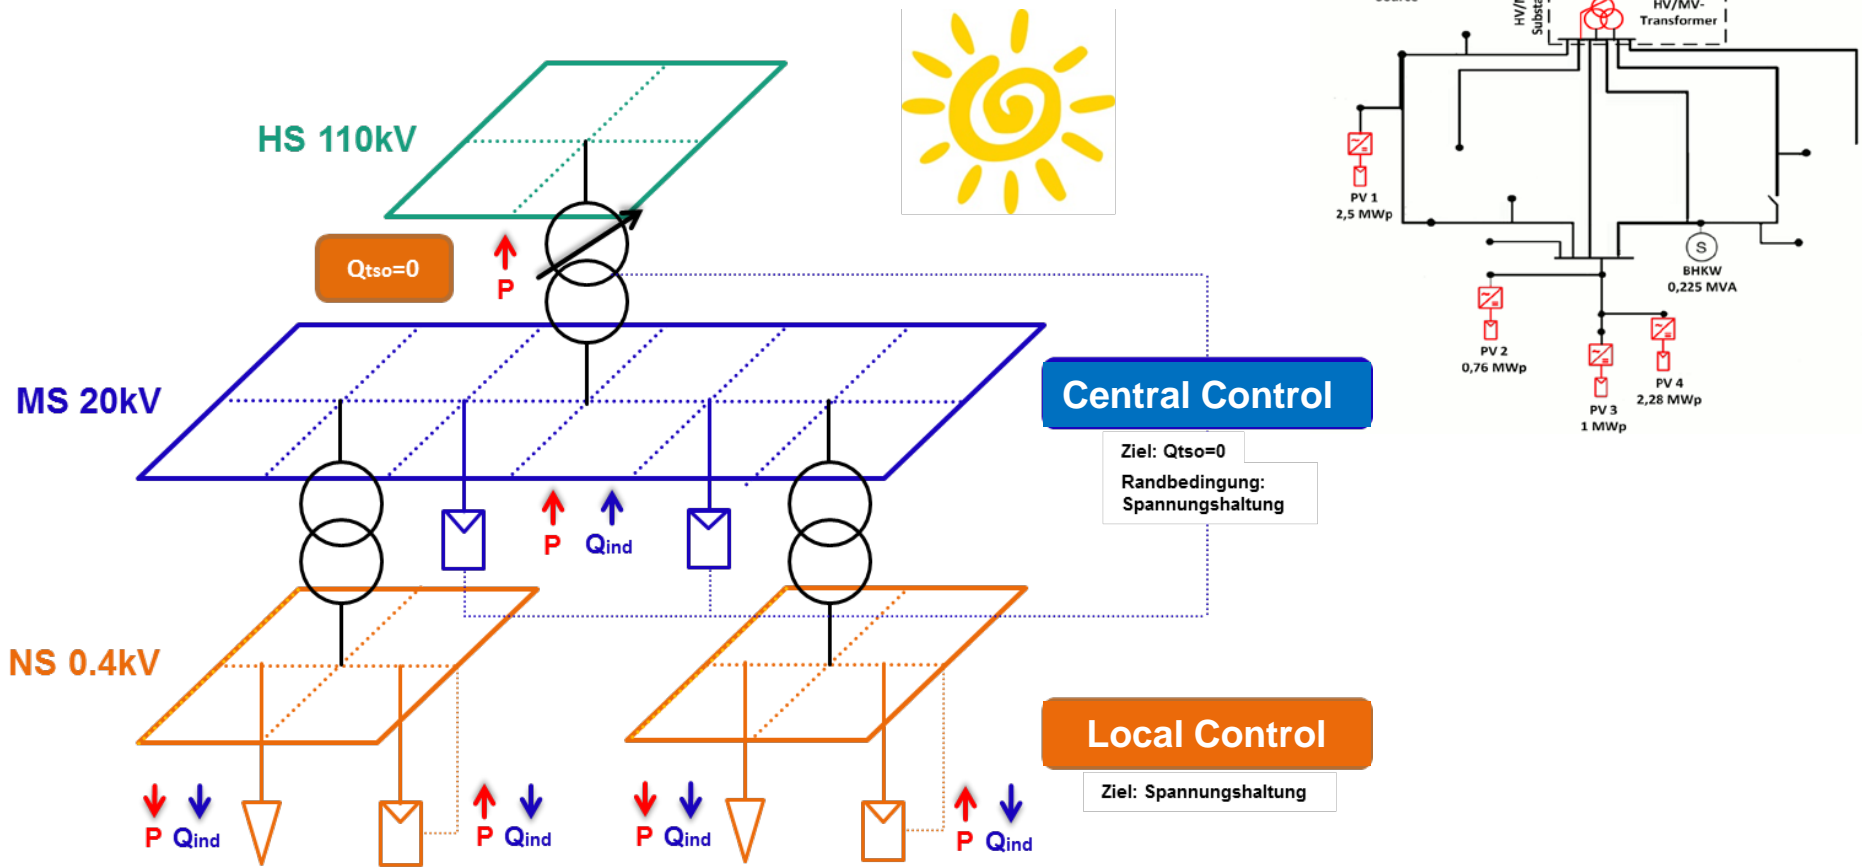 HS 110kV
Qtso=0
P
MS 20kV
P
Qind
Central Control
Ziel: Qtso=0
Randbedingung:
Spannungshaltung
NS 0.4kV
P Qind
P Qind
P Qind
P Qind
Local Control
Ziel: Spannungshaltung
HV/MV-
Transformer
PV 1
2,5 MWp
S
BHKW
0,225 MVA
PV 2
0,76 MWp
PV 3
1 MWp
PV 4
2,28 MWp